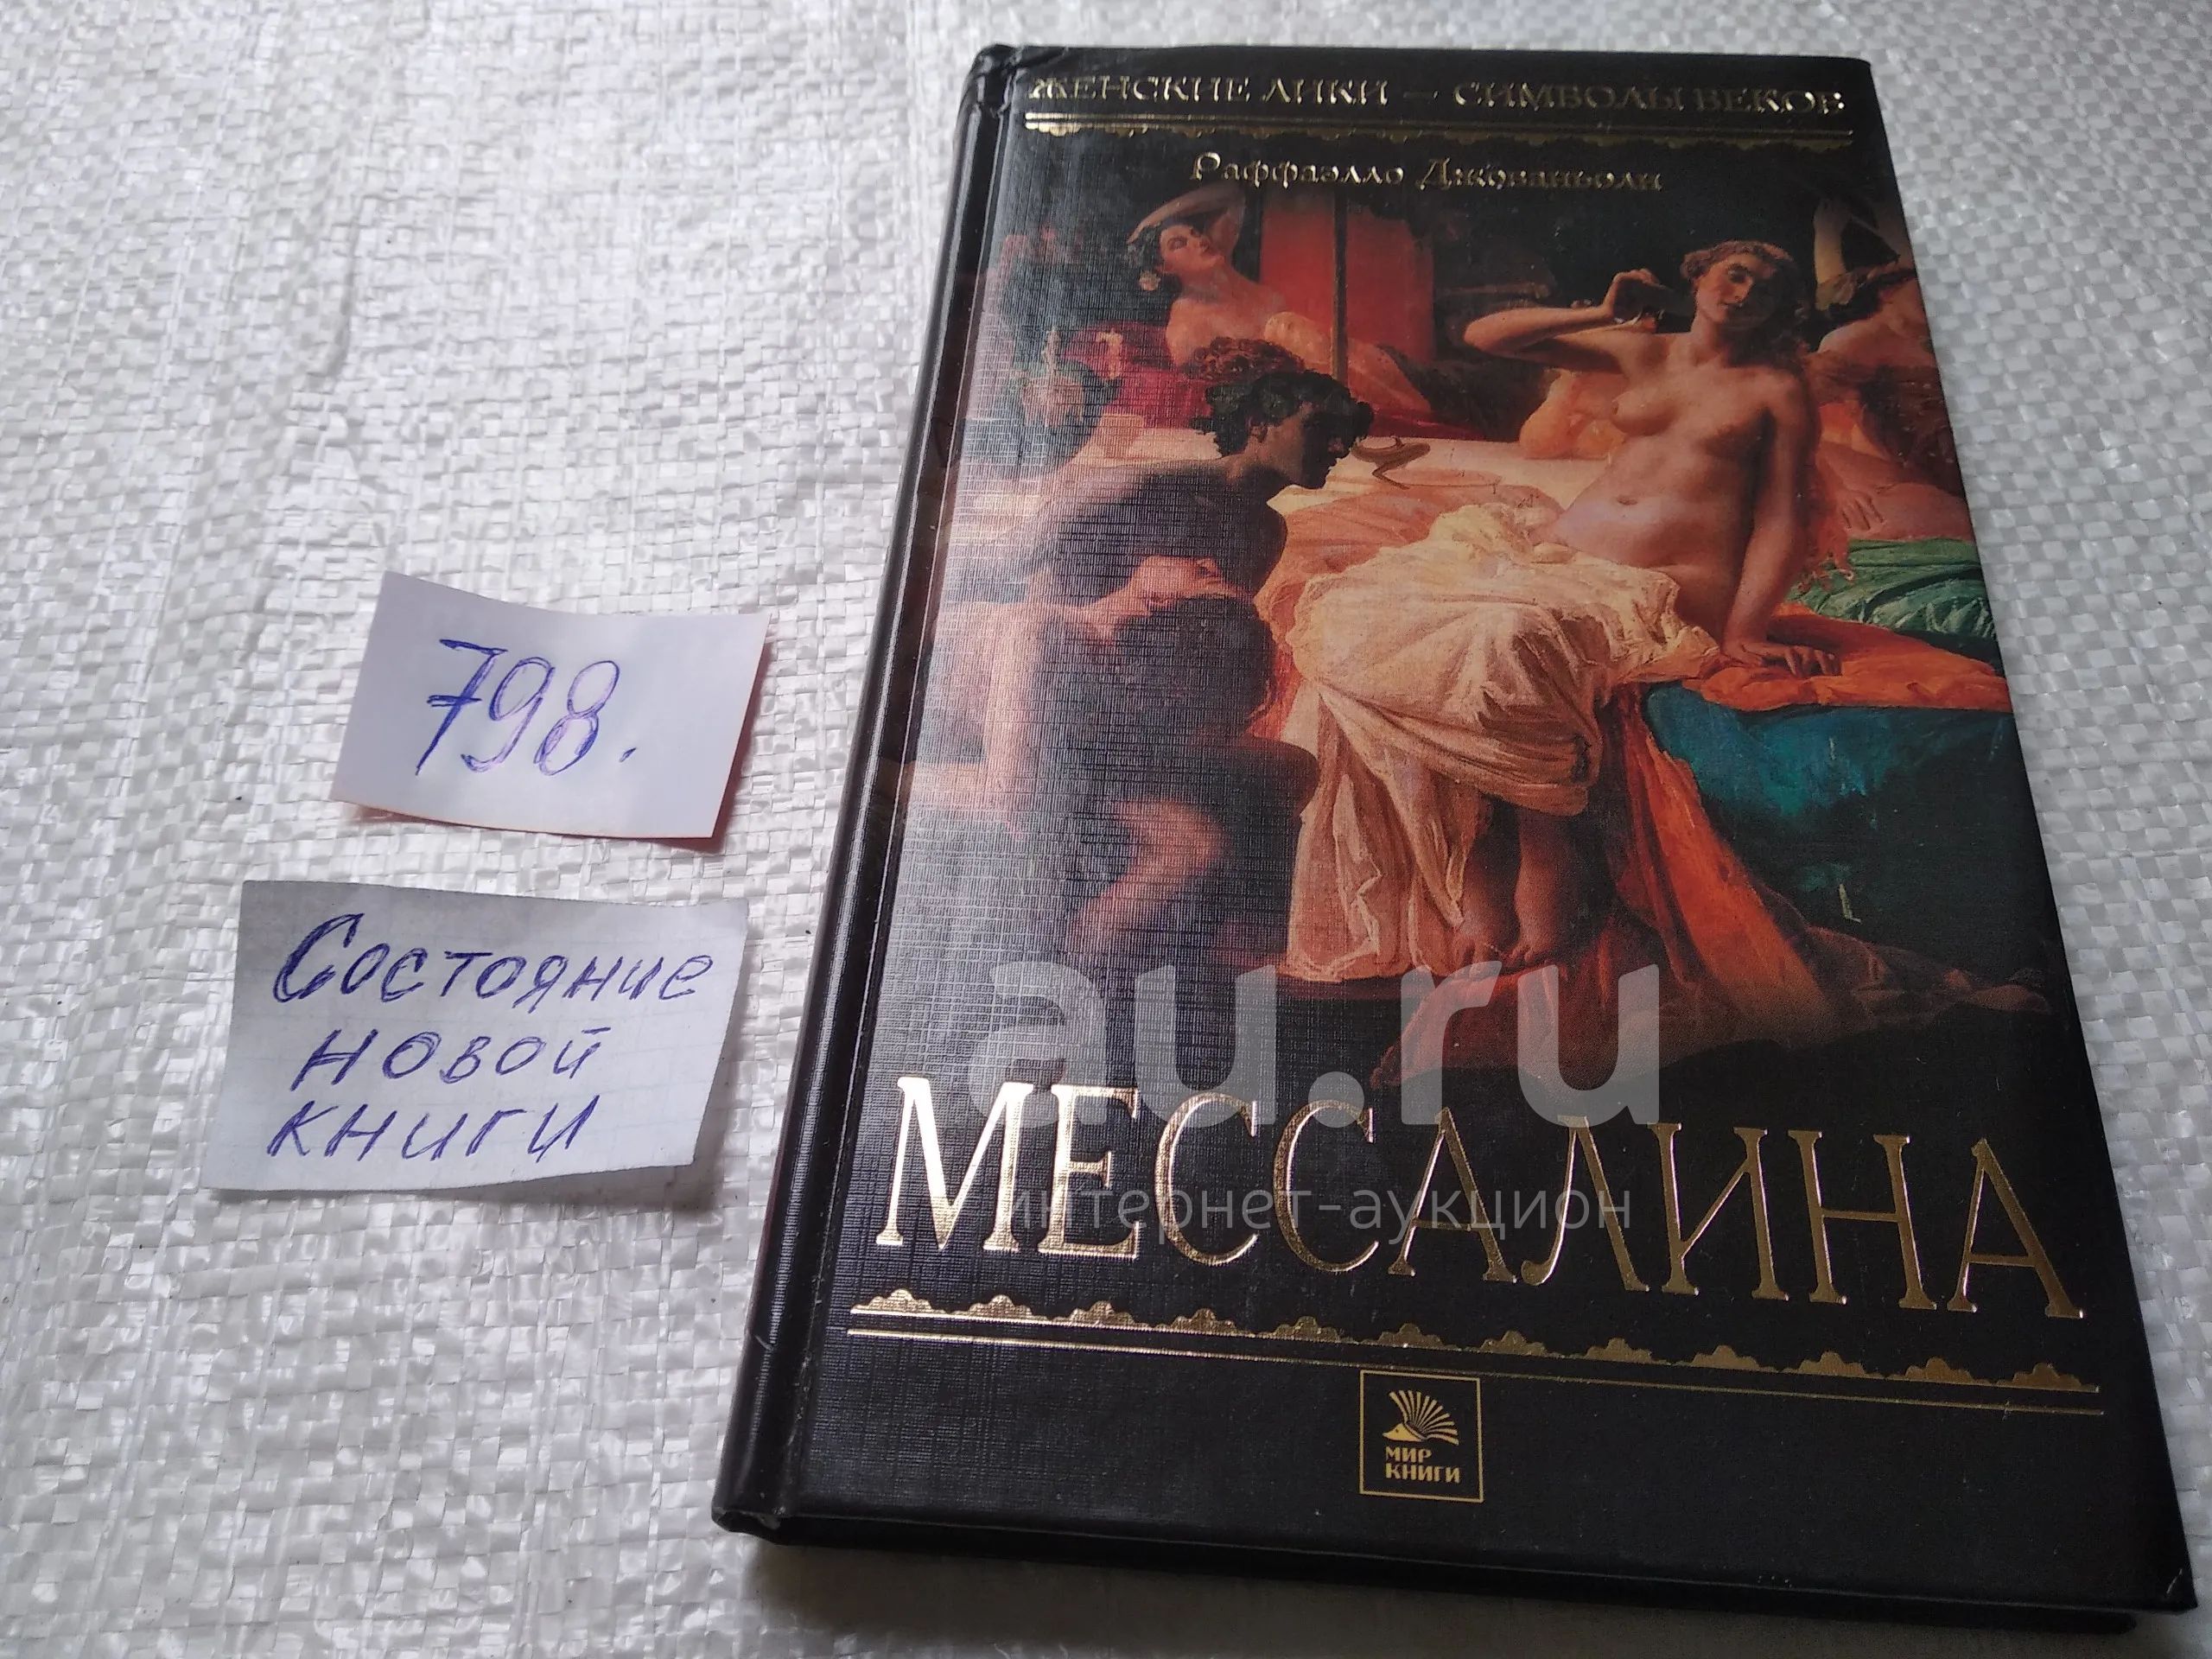 ЖЕНСКИЕ ЛИКИ – СИМВОЛЫ ВЕКОВ
Раффаэлло Джованьоли
798.
Состояние
новой
книги
au.ru
МЕССАЛИНА
интернет-аукцион
МИР
КНИГИ